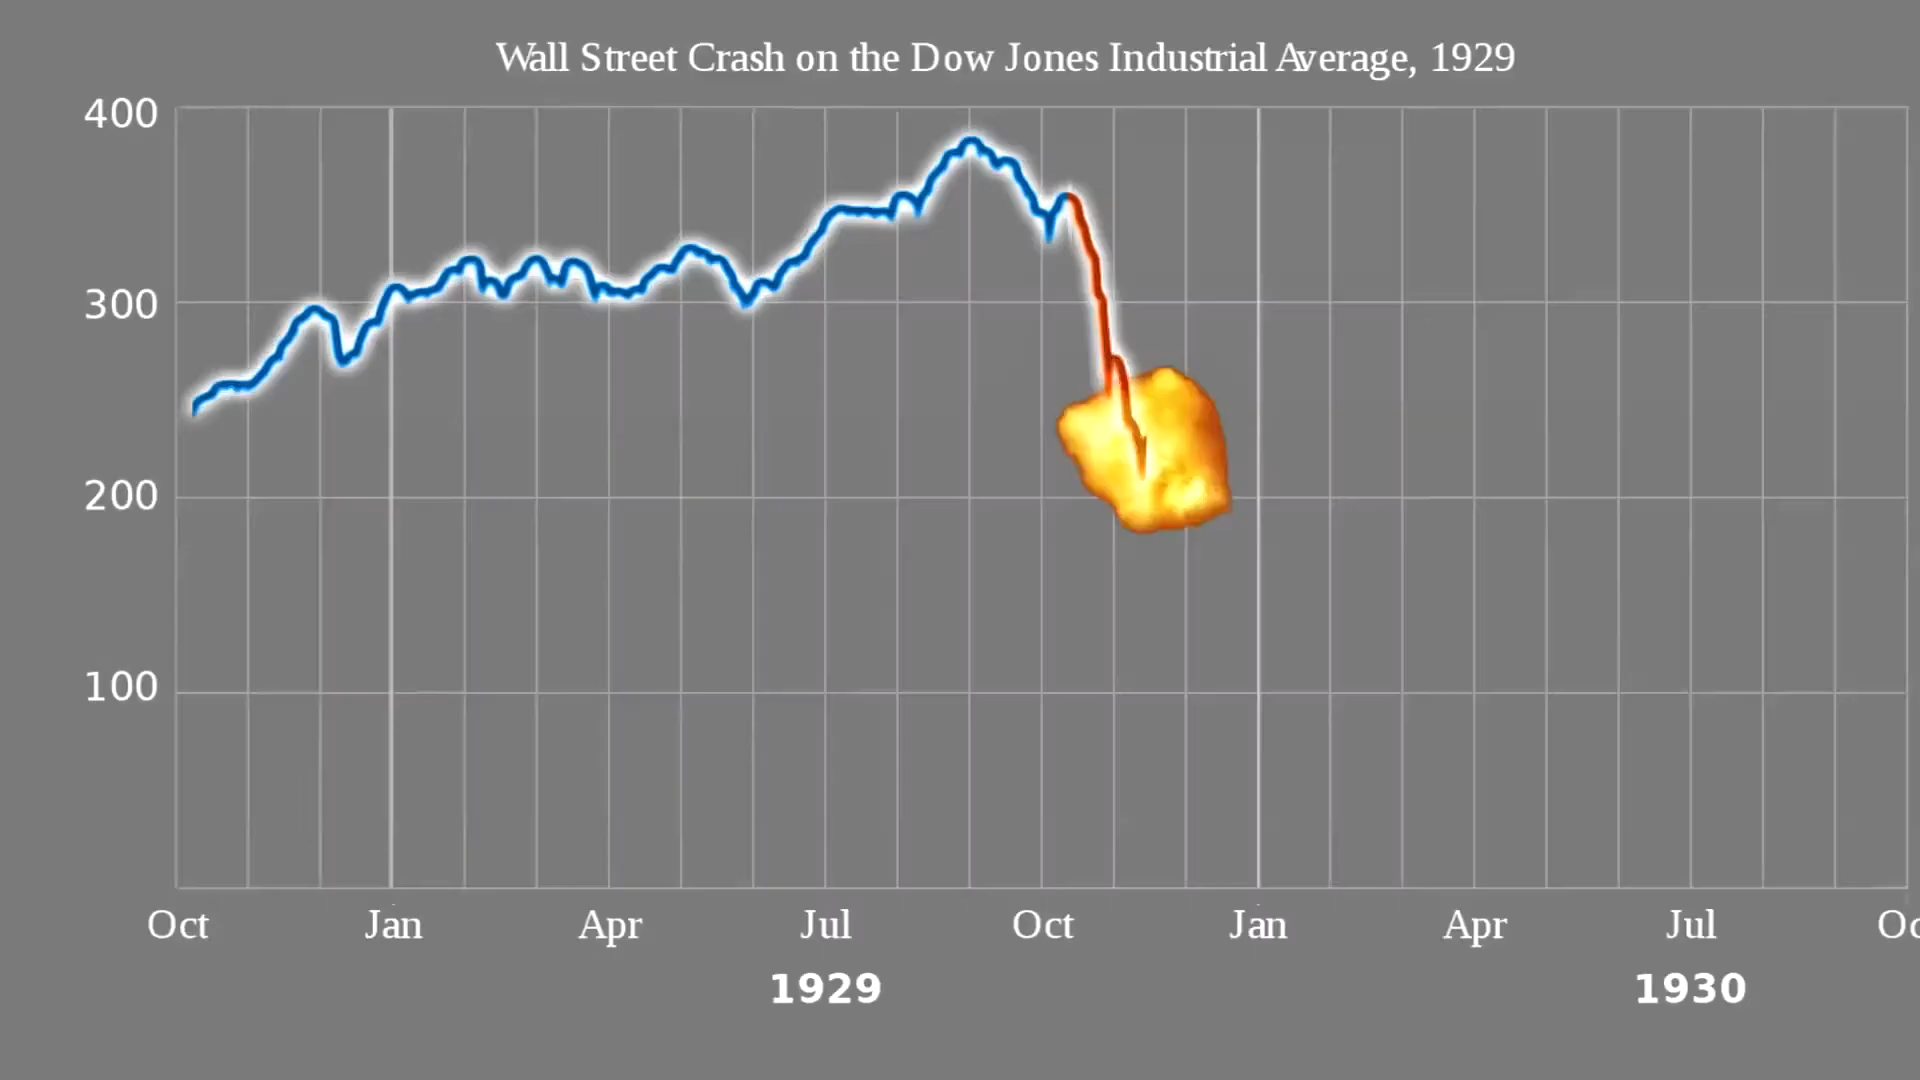 Wall Street Crash on the Dow Jones Industrial Average, 1929
400
300
200
100
Oct Jan Apr Jul Oct Jan Apr Jul Oc
1929 1930